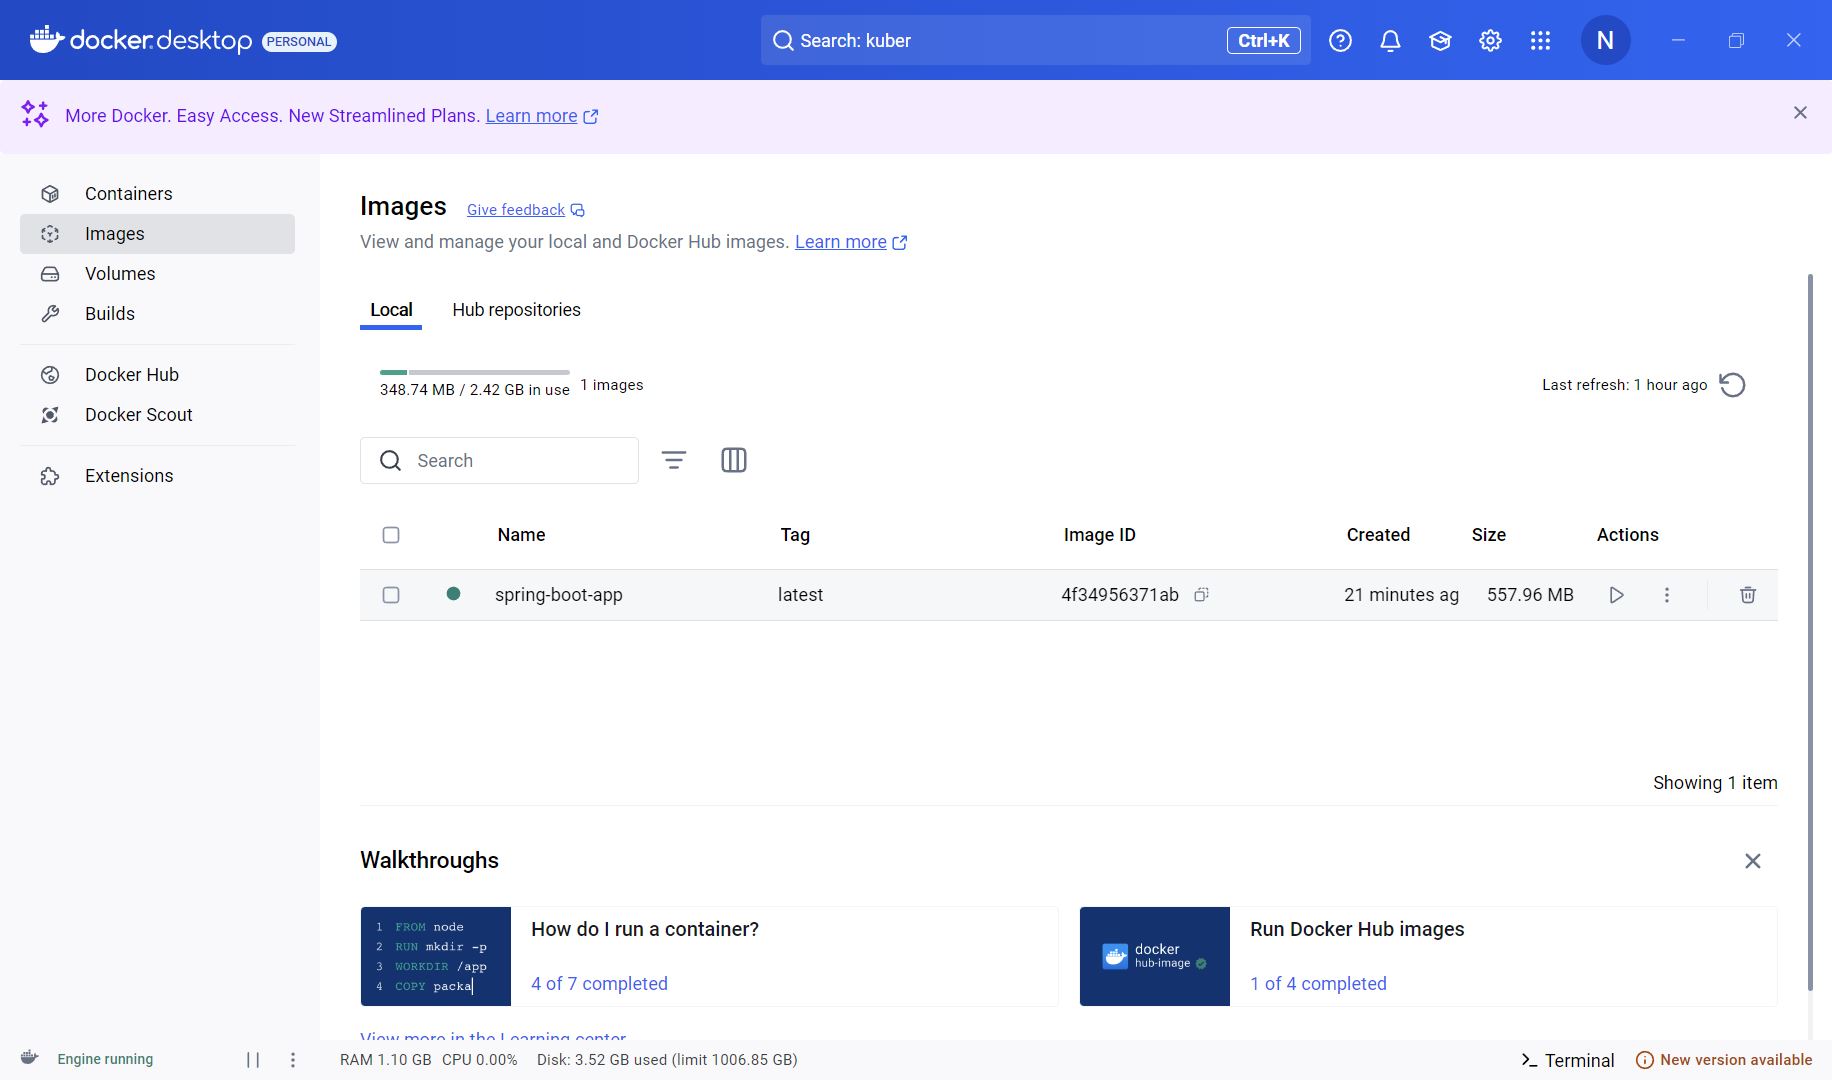 docker.desktop PERSONAL
Search: kuber Ctrl+K
N
More Docker. Easy Access. New Streamlined Plans. Learn more
Containers
Images
Volumes
Builds
Docker Hub
Docker Scout
Extensions
Images Give feedback
View and manage your local and Docker Hub images. Learn more
Local Hub repositories
348.74 MB / 2.42 GB in use 1 images
Last refresh: 1 hour ago
Search
Name Tag Image ID Created Size Actions
spring-boot-app latest 4f34956371ab 21 minutes ag 557.96 MB
Showing 1 item
Walkthroughs
1 FROM node
2 RUN mkdir -p
3 WORKDIR /app
4 COPY packa
How do I run a container?
4 of 7 completed
docker
hub-image
Run Docker Hub images
1 of 4 completed
View more in the Learning center
Engine running
RAM 1.10 GB CPU 0.00% Disk: 3.52 GB used (limit 1006.85 GB)
Terminal
New version available